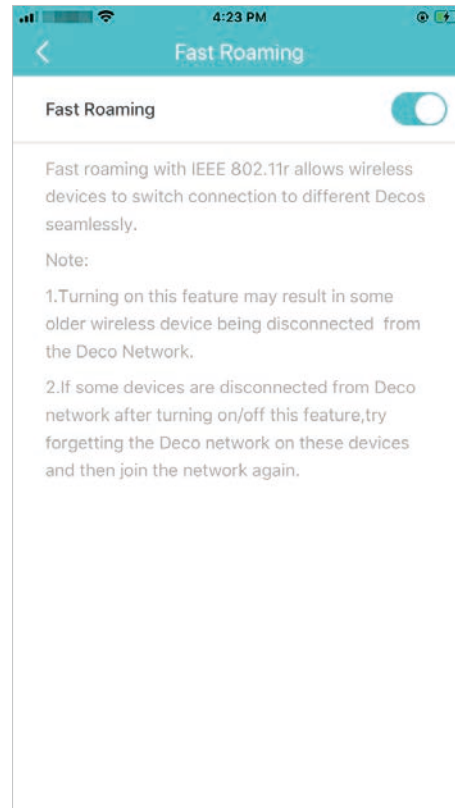 4:23 PM
Fast Roaming
Fast Roaming
Fast roaming with IEEE 802.11r allows wireless
devices to switch connection to different Decos
seamlessly.
Note:
1.Turning on this feature may result in some
older wireless device being disconnected from
the Deco Network.
2.If some devices are disconnected from Deco
network after turning on/off this feature,try
forgetting the Deco network on these devices
and then join the network again.